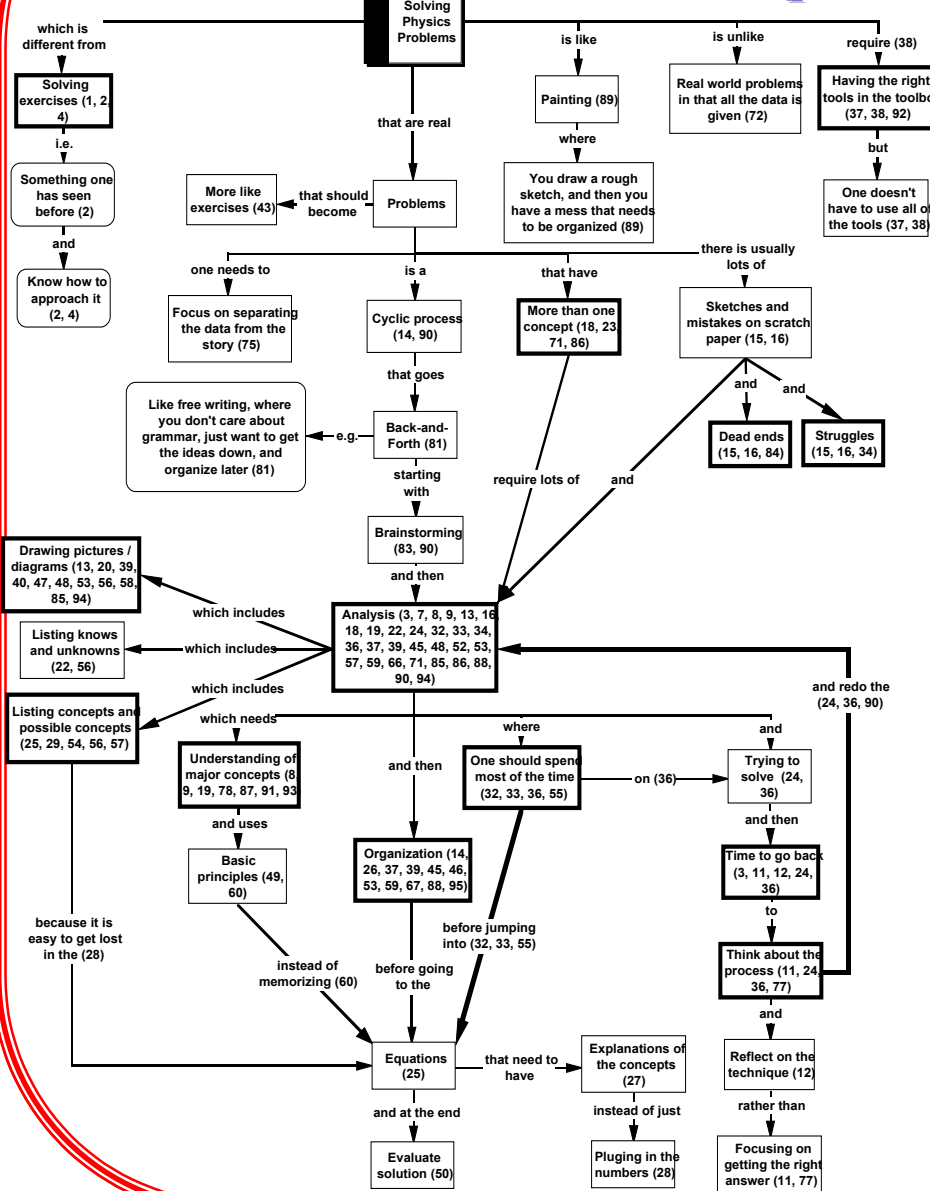 Solving
Physics
Problems
which is
different from
is like
is unlike
require (38)
Solving
exercises (1, 2,
4)
Painting (89)
Real world problems
in that all the data is
given (72)
Having the right
tools in the toolbo
(37, 38, 92)
that are real
i.e.
where
but
Something one
has seen
before (2)
More like
exercises (43)
that should
become
Problems
You draw a rough
sketch, and then you
have a mess that needs
to be organized (89)
One doesn't
have to use all of
the tools (37, 38)
and
Know how to
approach it
(2, 4)
one needs to
is a
that have
there is usually
lots of
Focus on separating
the data from the
story (75)
Cyclic process
(14, 90)
More than one
concept (18, 23,
71, 86)
Sketches and
mistakes on scratch
paper (15, 16)
that goes
and
and
Like free writing, where
you don't care about
grammar, just want to get
the ideas down, and
organize later (81)
e.g.
Back-and-
Forth (81)
Dead ends
(15, 16, 84)
Struggles
(15, 16, 34)
starting
with
require lots of
and
Brainstorming
(83, 90)
Drawing pictures /
diagrams (13, 20, 39,
40, 47, 48, 53, 56, 58,
85, 94)
and then
which includes
Analysis (3, 7, 8, 9, 13, 16,
18, 19, 22, 24, 32, 33, 34,
36, 37, 39, 45, 48, 52, 53,
57, 59, 66, 71, 85, 86, 88,
90, 94)
Listing knows
and unknowns
(22, 56)
which includes
which includes
and redo the
(24, 36, 90)
Listing concepts and
possible concepts
(25, 29, 54, 56, 57)
which needs
where
and
Understanding of
major concepts (8,
9, 19, 78, 87, 91, 93)
and then
One should spend
most of the time
(32, 33, 36, 55)
on (36)
Trying to
solve (24,
36)
and uses
and then
Basic
principles (49,
60)
Organization (14,
26, 37, 39, 45, 46,
53, 59, 67, 88, 95)
Time to go back
(3, 11, 12, 24,
36)
to
because it is
easy to get lost
in the (28)
instead of
memorizing (60)
before going
to the
before jumping
into (32, 33, 55)
Think about the
process (11, 24,
36, 77)
and
Equations
(25)
that need to
have
Explanations of
the concepts
(27)
Reflect on the
technique (12)
and at the end
instead of just
rather than
Evaluate
solution (50)
Pluging in the
numbers (28)
Focusing on
getting the right
answer (11, 77)